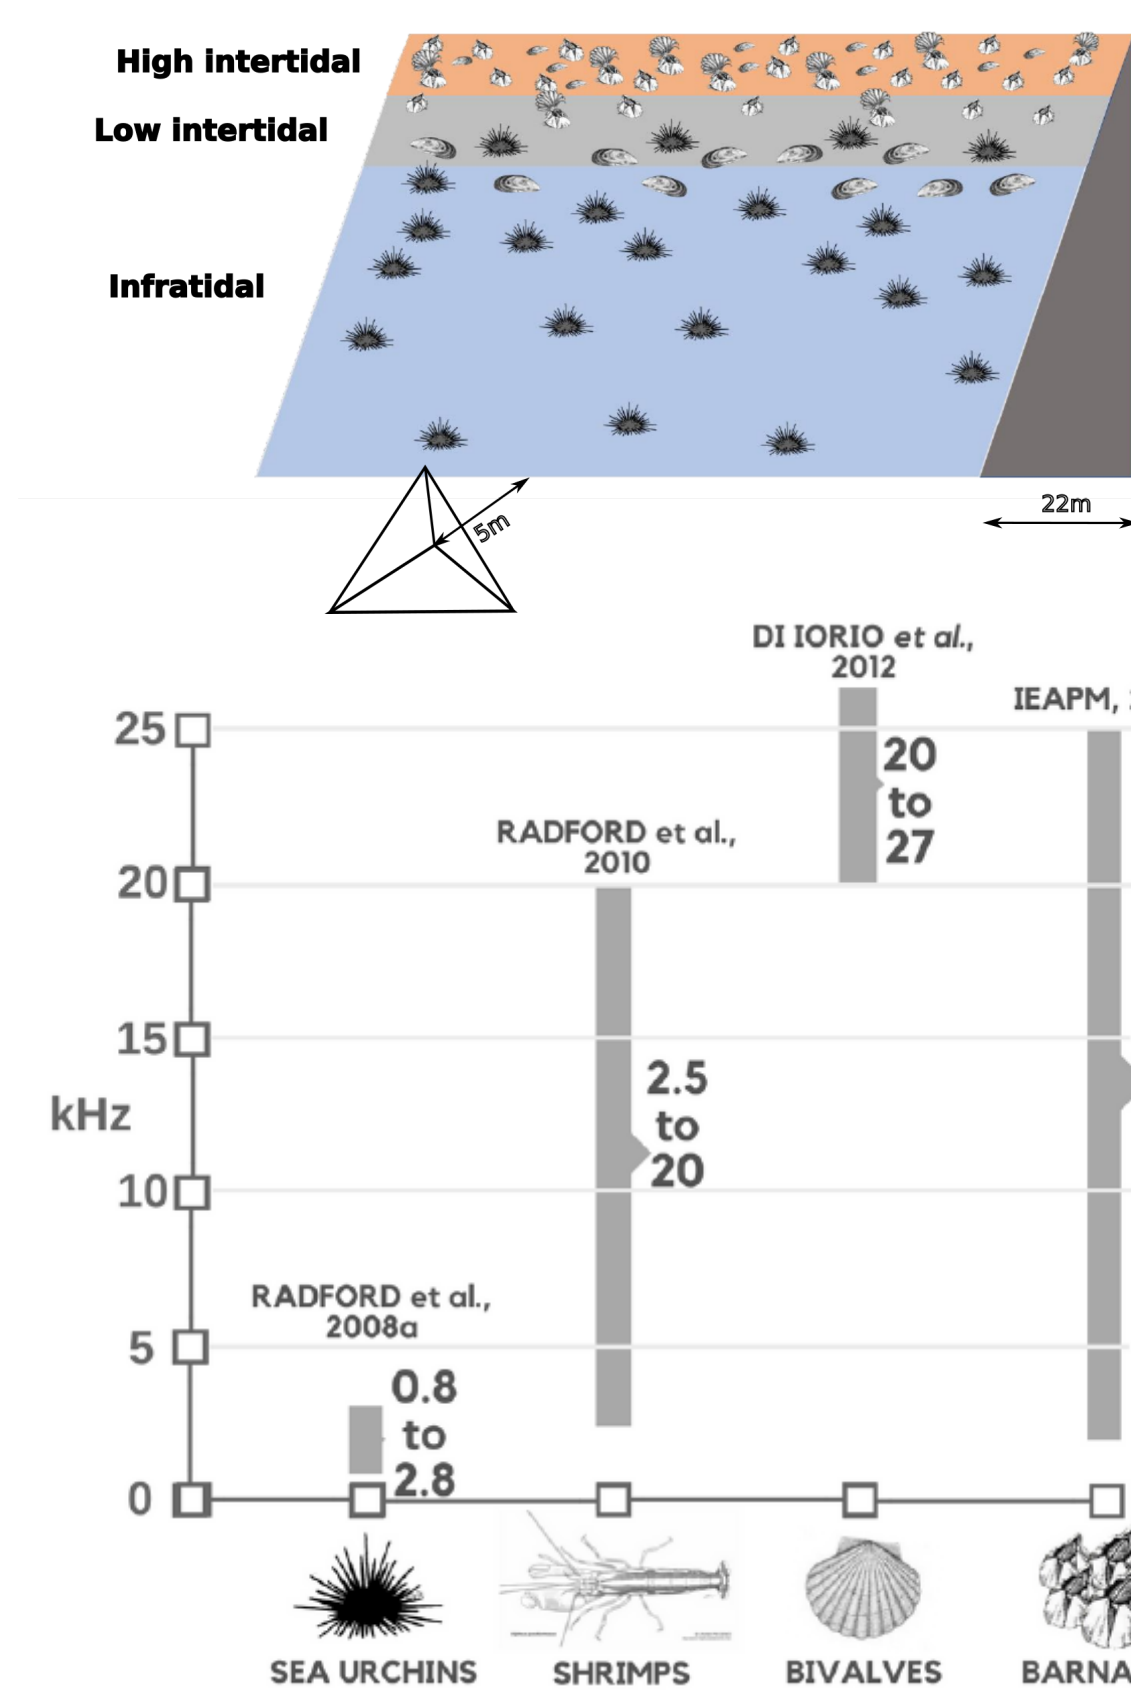 High intertidal
Low intertidal
Infratidal
5m
22m
DI IORIO et al.,
2012
IEAPM,
25
20
to
27
RADFORD et al.,
2010
20
15
2.5
to
20
kHz
10
RADFORD et al.,
2008a
5
0.8
to
2.8
0
SEA URCHINS
SHRIMPS
BIVALVES
BARNA